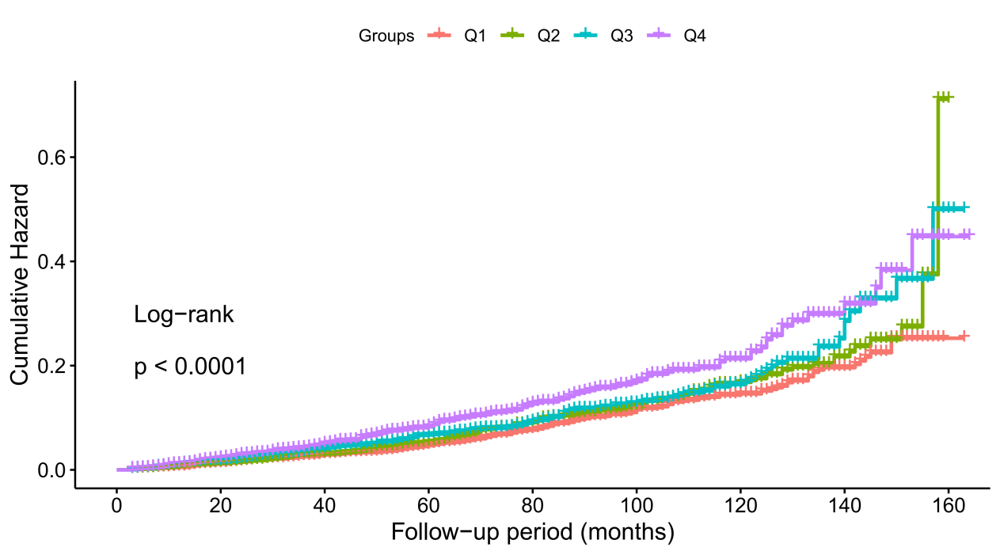 Groups Q1 Q2 Q3 Q4
Cumulative Hazard
0.6
0.4
0.2
0.0
Log−rank
p < 0.0001
0 20 40 60 80 100 120 140 160
Follow−up period (months)